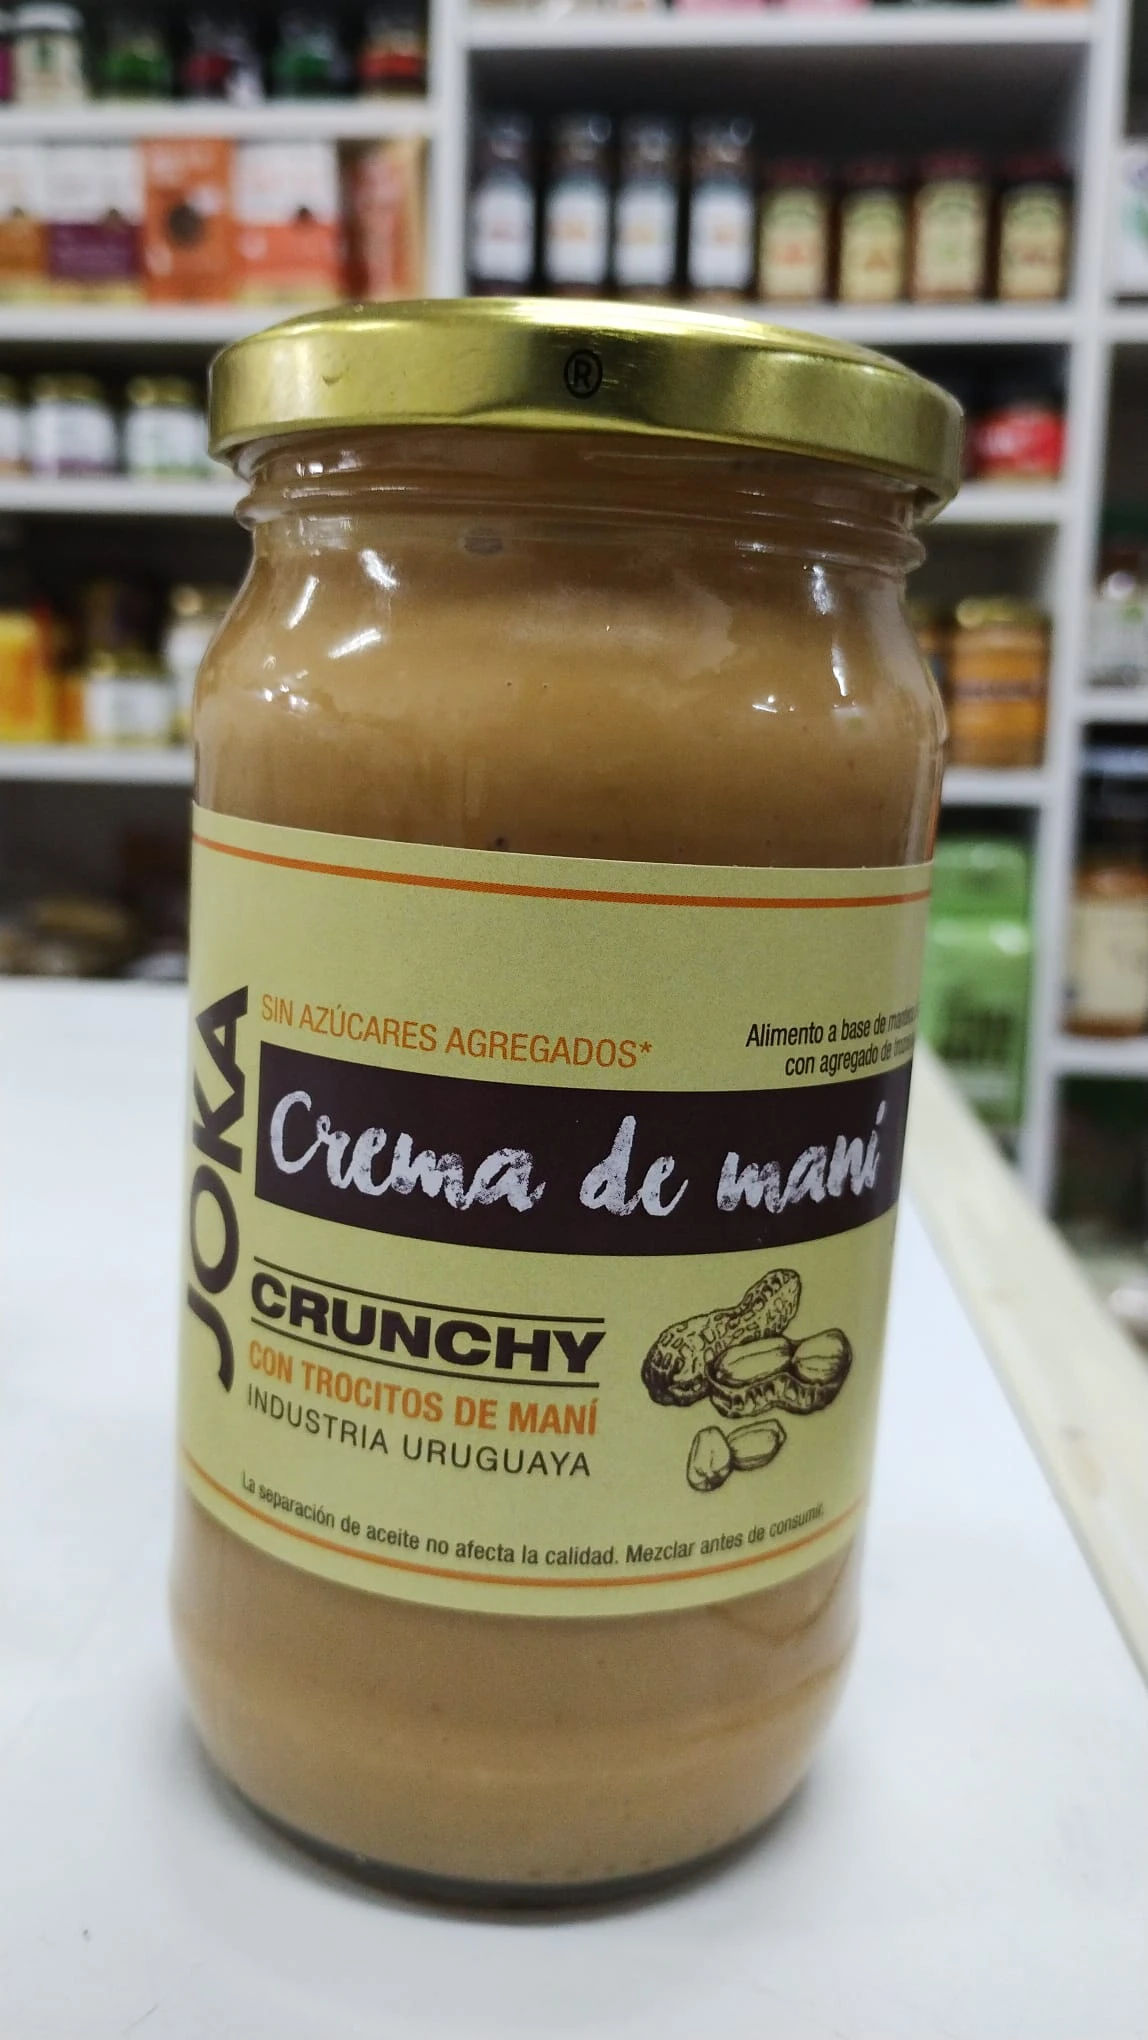 ®
SIN AZÚCARES AGREGADOS*
Alimento a base de
con agregado de
JOKA
Crema de maní
CRUNCHY
CON TROCITOS DE MANÍ
INDUSTRIA URUGUAYA
La separación de aceite no afecta la calidad. Mezclar antes de consumir.